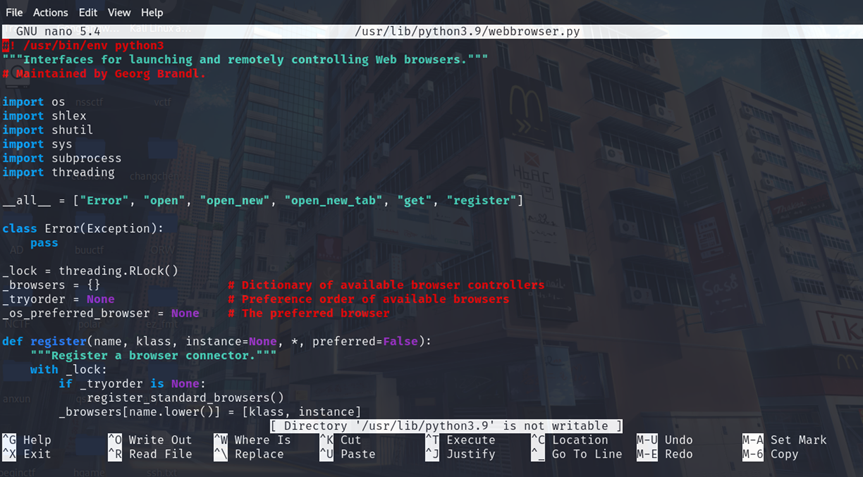 File Actions Edit View Help
GNU nano 5.4 /usr/lib/python3.9/webbrowser.py
#! /usr/bin/env python3
"""Interfaces for launching and remotely controlling Web browsers."""
# Maintained by Georg Brandl.
import os
import shlex
import shutil
import sys
import subprocess
import threading
__all__ = ["Error", "open", "open_new", "open_new_tab", "get", "register"]
class Error(Exception):
    pass
_lock = threading.RLock()
_browsers = {} # Dictionary of available browser controllers
_tryorder = None # Preference order of available browsers
_os_preferred_browser = None # The preferred browser
def register(name, klass, instance=None, *, preferred=False):
    """Register a browser connector."""
    with _lock:
        if _tryorder is None:
            register_standard_browsers()
        _browsers[name.lower()] = [klass, instance]
[ Directory '/usr/lib/python3.9' is not writable ]
^G Help ^O Write Out ^W Where Is ^K Cut ^T Execute ^C Location M-U Undo M-A Set Mark
^X Exit ^R Read File ^\ Replace ^U Paste ^J Justify ^_ Go To Line M-E Redo M-6 Copy